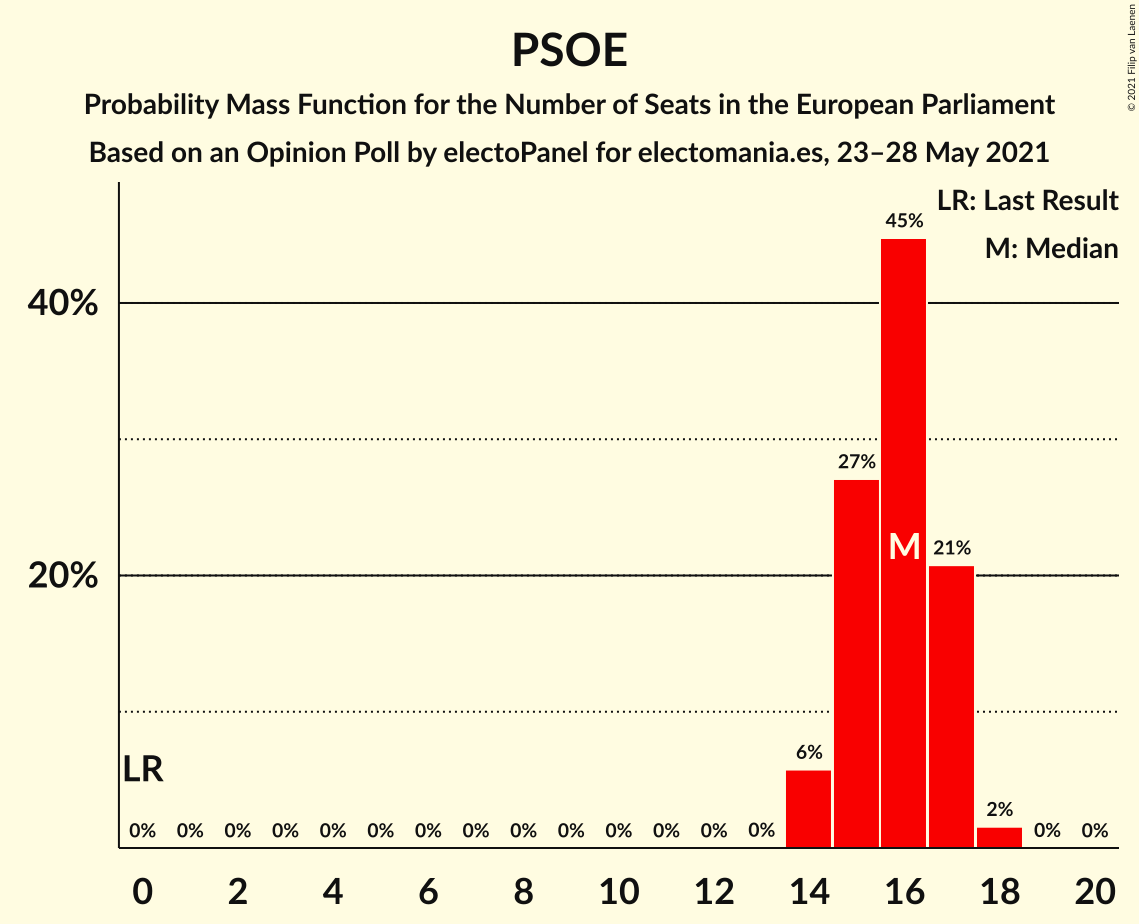 PSOE
Probability Mass Function for the Number of Seats in the European Parliament
Based on an Opinion Poll by electoPanel for electomania.es, 23–28 May 2021
© 2021 Filip van Laenen
LR: Last Result
M: Median
45%
40%
27%
M
21%
20%
6%
LR
2%
0% 0% 0% 0% 0% 0% 0% 0% 0% 0% 0% 0% 0% 0% 0% 0%
0 2 4 6 8 10 12 14 16 18 20